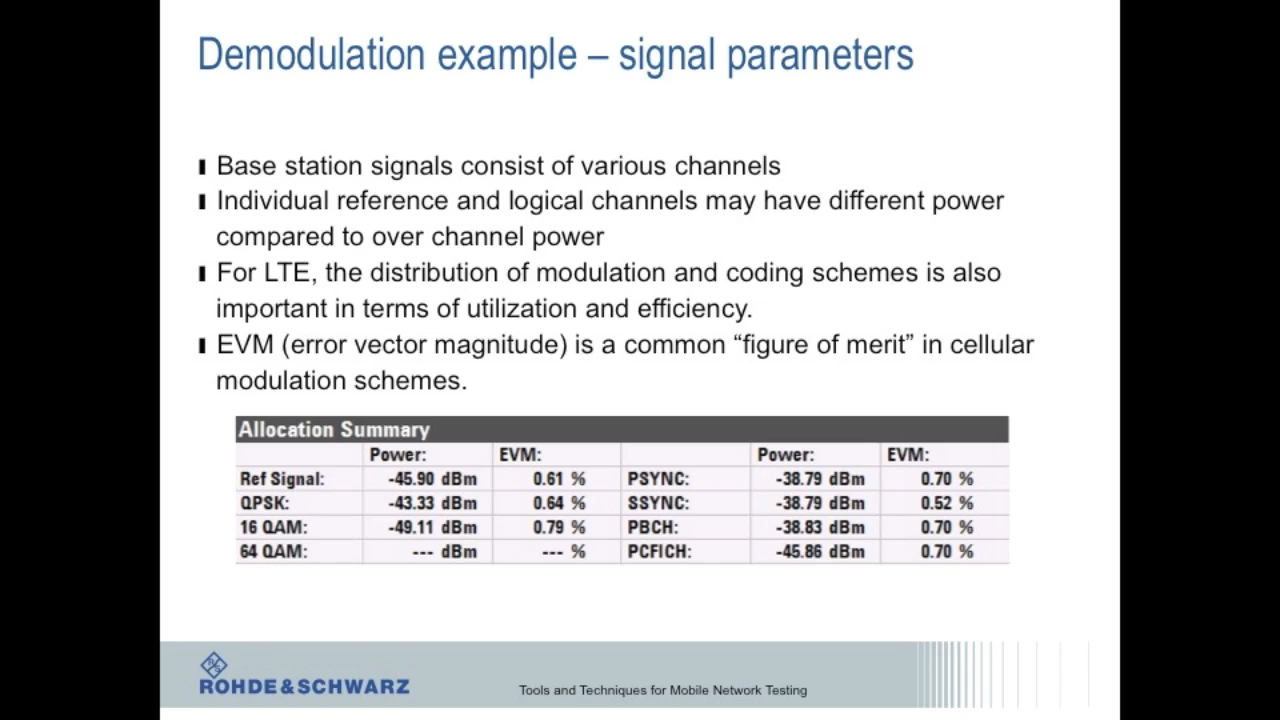 Demodulation example – signal parameters
Base station signals consist of various channels
Individual reference and logical channels may have different power
compared to over channel power
For LTE, the distribution of modulation and coding schemes is also
important in terms of utilization and efficiency.
EVM (error vector magnitude) is a common “figure of merit” in cellular
modulation schemes.
Allocation Summary
Power: EVM: Power: EVM:
Ref Signal: -45.90 dBm 0.61 % PSYNC: -38.79 dBm 0.70 %
QPSK: -43.33 dBm 0.64 % SSYNC: -38.79 dBm 0.52 %
16 QAM: -49.11 dBm 0.79 % PBCH: -38.83 dBm 0.70 %
64 QAM: --- dBm --- % PCFICH: -45.86 dBm 0.70 %
ROHDE&SCHWARZ
Tools and Techniques for Mobile Network Testing